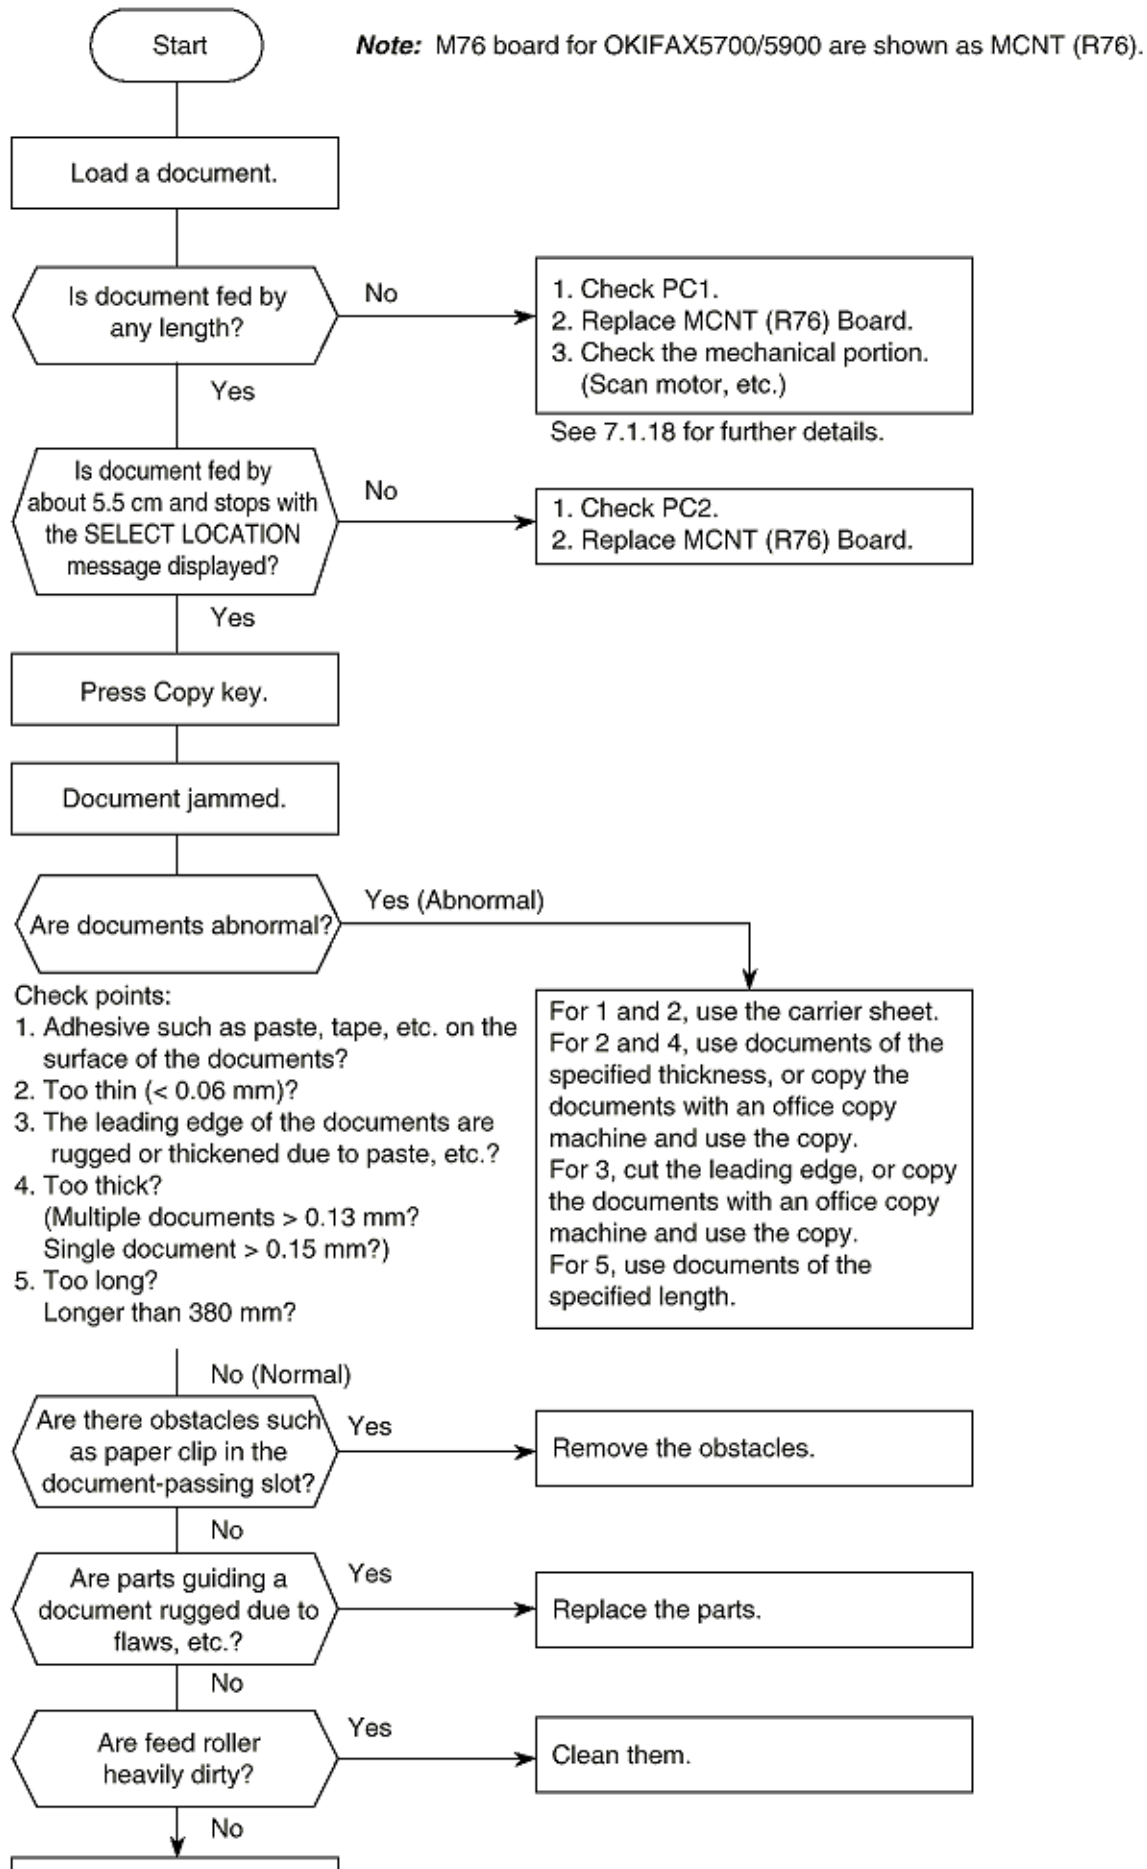 Start
Note: M76 board for OKIFAX5700/5900 are shown as MCNT (R76).
Load a document.
Is document fed by
any length?
No
1. Check PC1.
2. Replace MCNT (R76) Board.
3. Check the mechanical portion.
(Scan motor, etc.)
See 7.1.18 for further details.
Yes
Is document fed by
about 5.5 cm and stops with
the SELECT LOCATION
message displayed?
No
1. Check PC2.
2. Replace MCNT (R76) Board.
Yes
Press Copy key.
Document jammed.
Are documents abnormal?
Yes (Abnormal)
Check points:
1. Adhesive such as paste, tape, etc. on the
surface of the documents?
2. Too thin (< 0.06 mm)?
3. The leading edge of the documents are
rugged or thickened due to paste, etc.?
4. Too thick?
(Multiple documents > 0.13 mm?
Single document > 0.15 mm?)
5. Too long?
Longer than 380 mm?
For 1 and 2, use the carrier sheet.
For 2 and 4, use documents of the
specified thickness, or copy the
documents with an office copy
machine and use the copy.
For 3, cut the leading edge, or copy
the documents with an office copy
machine and use the copy.
For 5, use documents of the
specified length.
No (Normal)
Are there obstacles such
as paper clip in the
document-passing slot?
Yes
Remove the obstacles.
No
Are parts guiding a
document rugged due to
flaws, etc.?
Yes
Replace the parts.
No
Are feed roller
heavily dirty?
Yes
Clean them.
No